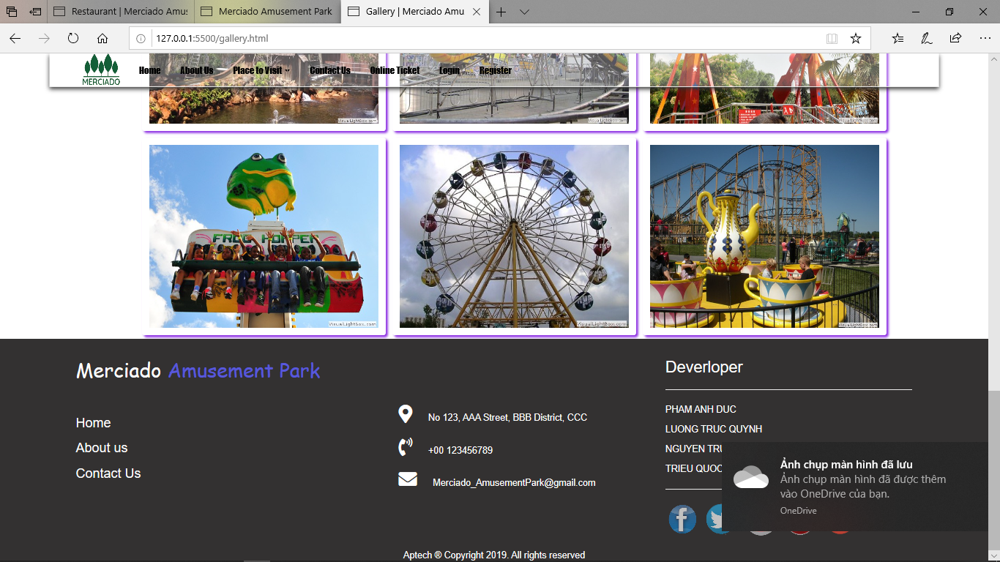 Restaurant | Merciado Amus
Merciado Amusement Park
Gallery | Merciado Amu
127.0.0.1:5500/gallery.html
MERCIADO
Home
About Us
Place to Visit
Contact Us
Online Ticket
Login
Register
VisualLightBox.com
VisualLightBox.com
VisualLightBox.com
FROG HOPPER
VisualLightBox.com
VisualLightBox.com
VisualLightBox.com
Merciado Amusement Park
Home
About us
Contact Us
No 123, AAA Street, BBB District, CCC
+00 123456789
Merciado_AmusementPark@gmail.com
Deverloper
PHAM ANH DUC
LUONG TRUC QUYNH
NGUYEN TRU
TRIEU QUOC
Ảnh chụp màn hình đã lưu
Ảnh chụp màn hình đã được thêm
vào OneDrive của bạn.
OneDrive
Aptech ® Copyright 2019. All rights reserved